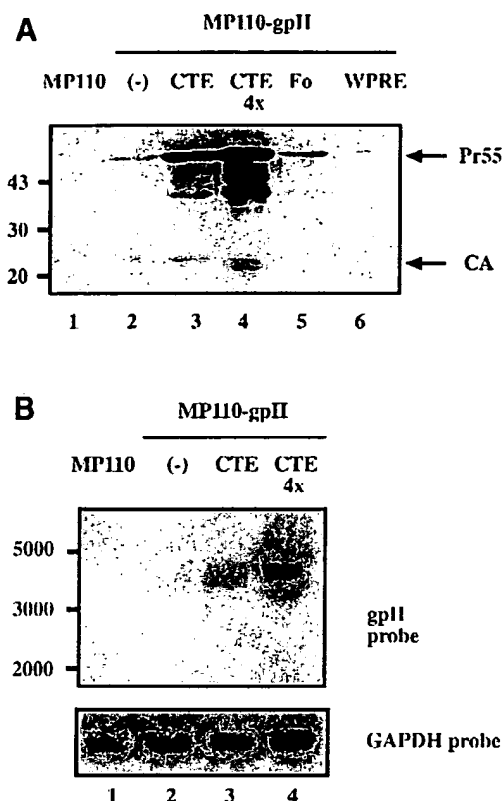 A
MP110-gpII
MP110 (-) CTE CTE 4x Fo WPRE
Pr55
43
30
CA
20
1 2 3 4 5 6
B
MP110-gpII
MP110 (-) CTE CTE 4x
5000
3000
gpII probe
2000
GAPDH probe
1 2 3 4